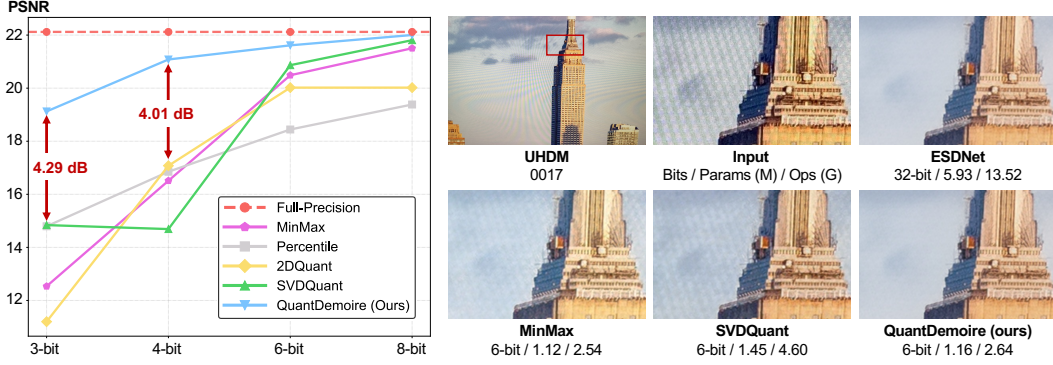 PSNR
22
20
18
16
14
12
3-bit
4-bit
6-bit
8-bit
4.29 dB
4.01 dB
Full-Precision
MinMax
Percentile
2DQuant
SVDQuant
QuantDemoire (Ours)
UHDM
0017
Input
Bits / Params (M) / Ops (G)
ESDNet
32-bit / 5.93 / 13.52
MinMax
6-bit / 1.12 / 2.54
SVDQuant
6-bit / 1.45 / 4.60
QuantDemoire (ours)
6-bit / 1.16 / 2.64